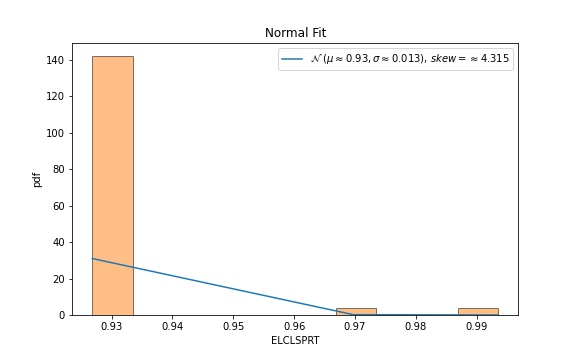 Normal Fit
𝒩 (μ ≈ 0.93, σ ≈ 0.013), skew = ≈ 4.315
140
120
100
80
60
40
20
0
pdf
0.93 0.94 0.95 0.96 0.97 0.98 0.99
ELCLSPRT